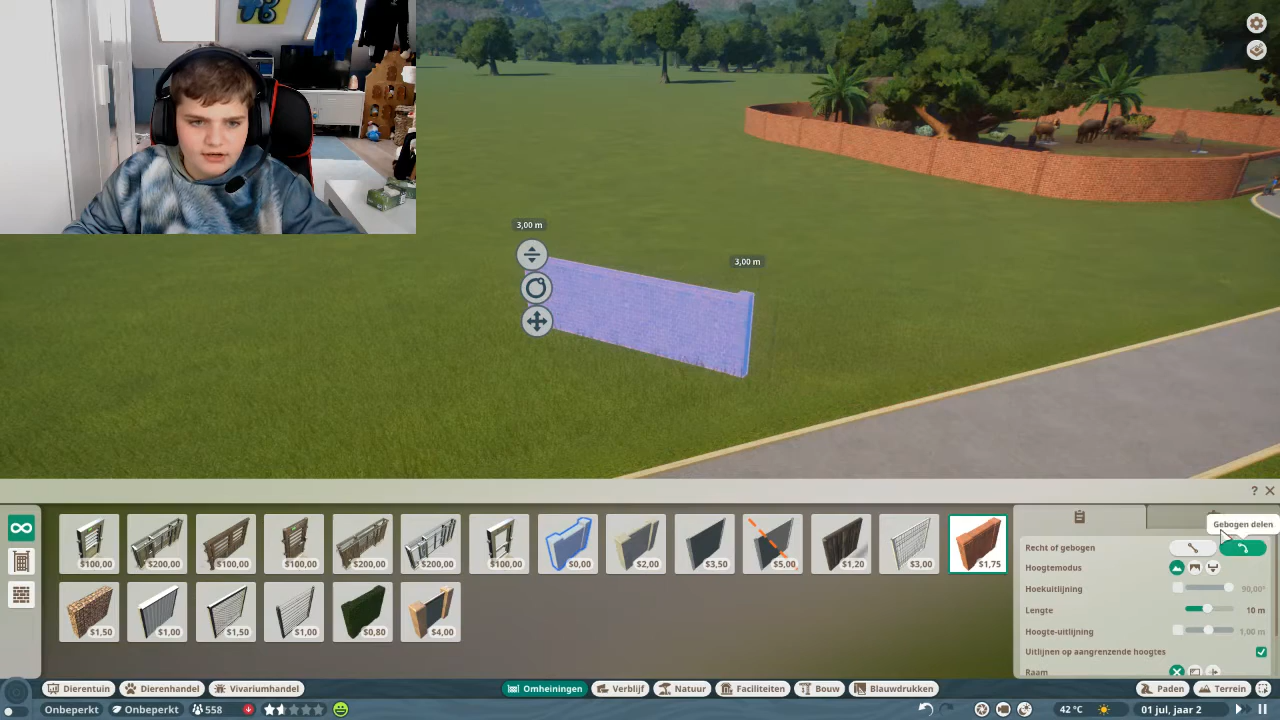 3,00 m
3,00 m
? ×
$100,00
$200,00
$100,00
$100,00
$200,00
$200,00
$100,00
$0,00
$2,00
$3,50
$5,00
$1,20
$3,00
$1,75
$1,50
$1,00
$1,50
$1,00
$0,80
$4,00
Gebogen delen
Recht of gebogen
Hoogtemodus
Hoekuitlijning 90,00°
Lengte 10 m
Hoogte-uitlijning 1,00 m
Uitlijnen op aangrenzende hoogtes
Raam
Dierentuin Dierenhandel Vivariumhandel Omheiningen Verblijf Natuur Faciliteiten Bouw Blauwdrukken Paden Terrein
Onbeperkt Onbeperkt 558 42 °C 01 jul, jaar 2